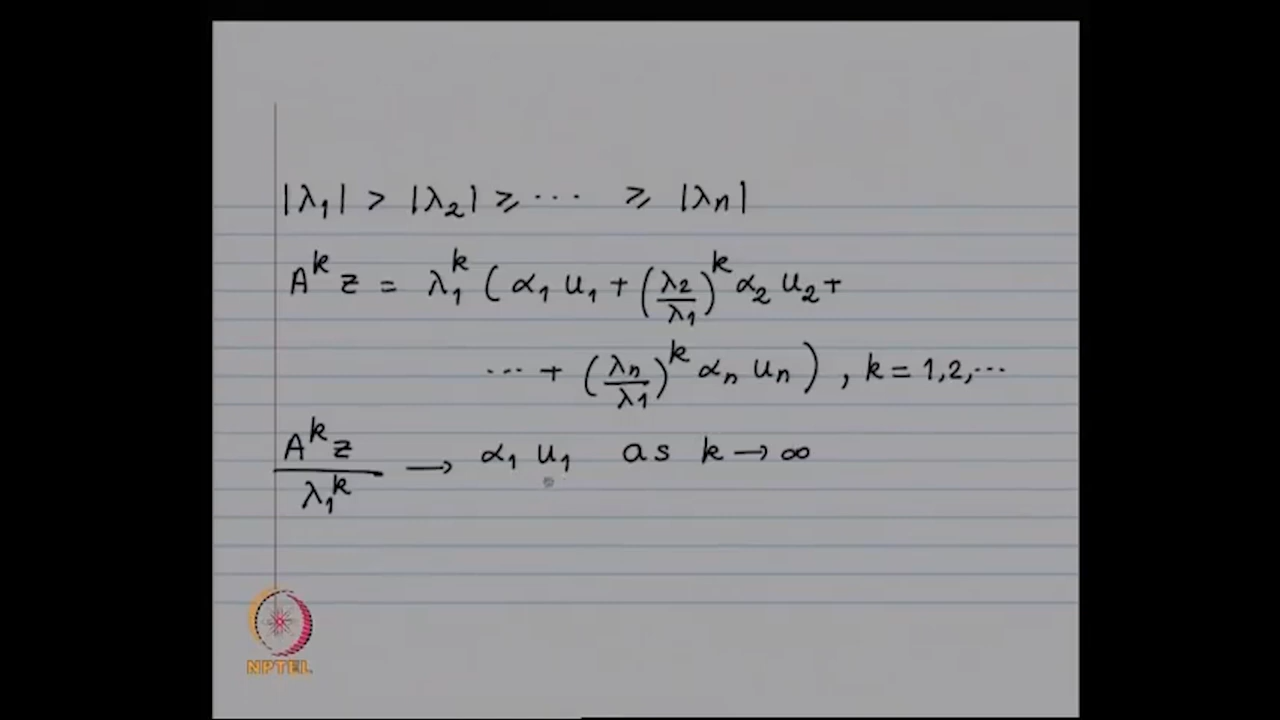 |λ₁| > |λ₂| ≥ ⋯ ≥ |λₙ|
Aᵏ z = λ₁ᵏ ( α₁ u₁ + (λ₂/λ₁)ᵏ α₂ u₂ +
⋯ + (λₙ/λ₁)ᵏ αₙ uₙ ) , k = 1,2,⋯
Aᵏ z / λ₁ᵏ → α₁ u₁ as k → ∞
NPTEL